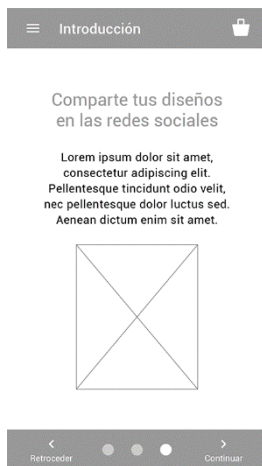 Introducción
Comparte tus diseños
en las redes sociales
Lorem ipsum dolor sit amet,
consectetur adipiscing elit.
Pellentesque tincidunt odio velit,
nec pellentesque dolor luctus sed.
Aenean dictum enim sit amet.
Retroceder
Continuar